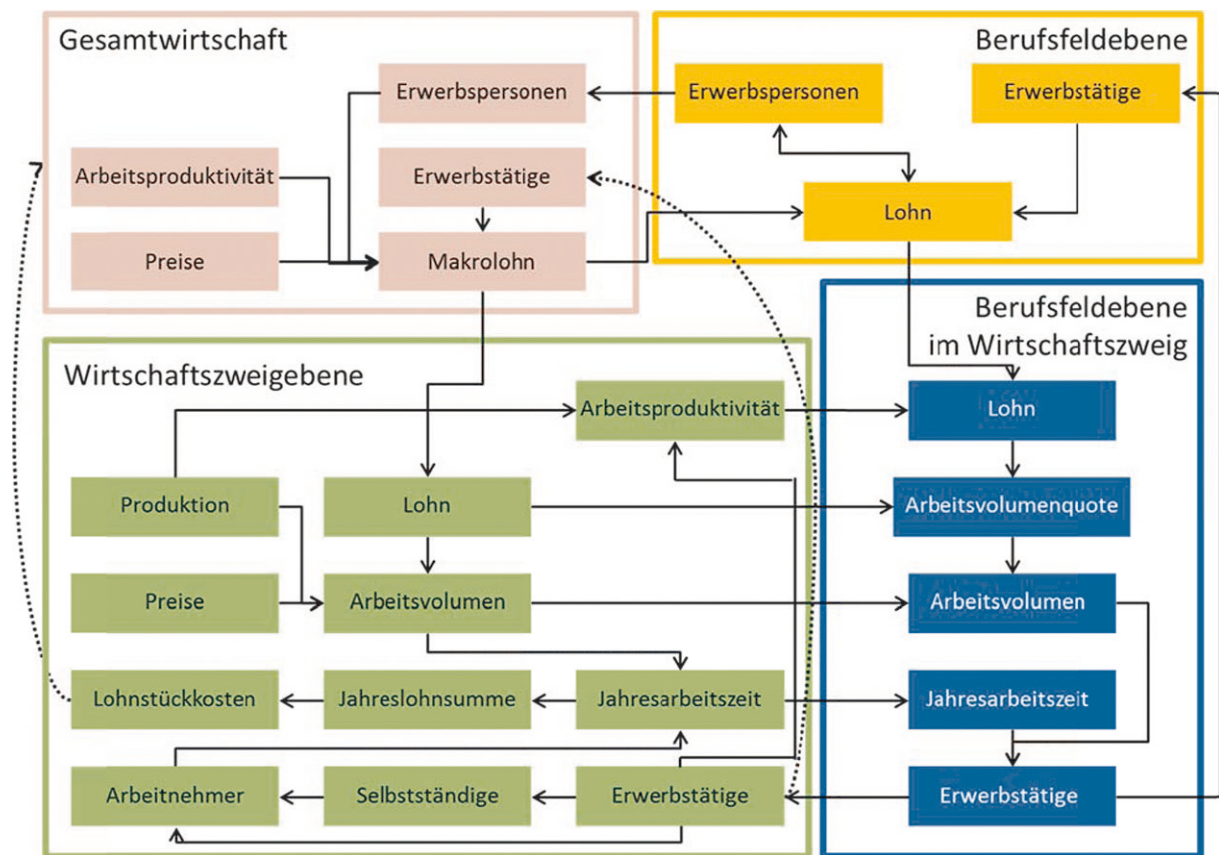 Gesamtwirtschaft
Erwerbspersonen
Arbeitsproduktivität
Erwerbstätige
Preise
Makrolohn
Berufsfeldebene
Erwerbspersonen
Erwerbstätige
Lohn
Wirtschaftszweigebene
Arbeitsproduktivität
Produktion
Lohn
Preise
Arbeitsvolumen
Lohnstückkosten
Jahreslohnsumme
Jahresarbeitszeit
Arbeitnehmer
Selbstständige
Erwerbstätige
Berufsfeldebene
im Wirtschaftszweig
Lohn
Arbeitsvolumenquote
Arbeitsvolumen
Jahresarbeitszeit
Erwerbstätige